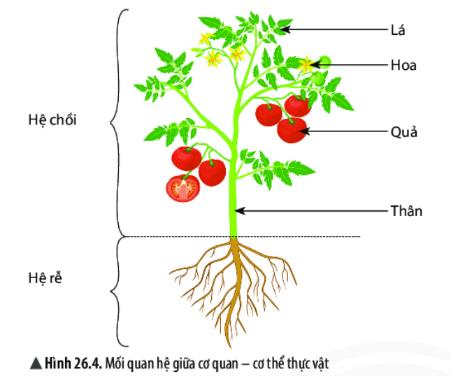 Lá
Hoa
Hệ chồi
Quả
Thân
Hệ rễ
▲ Hình 26.4. Mối quan hệ giữa cơ quan – cơ thể thực vật